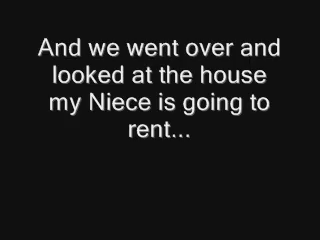 And we went over and
looked at the house
my Niece is going to
rent...